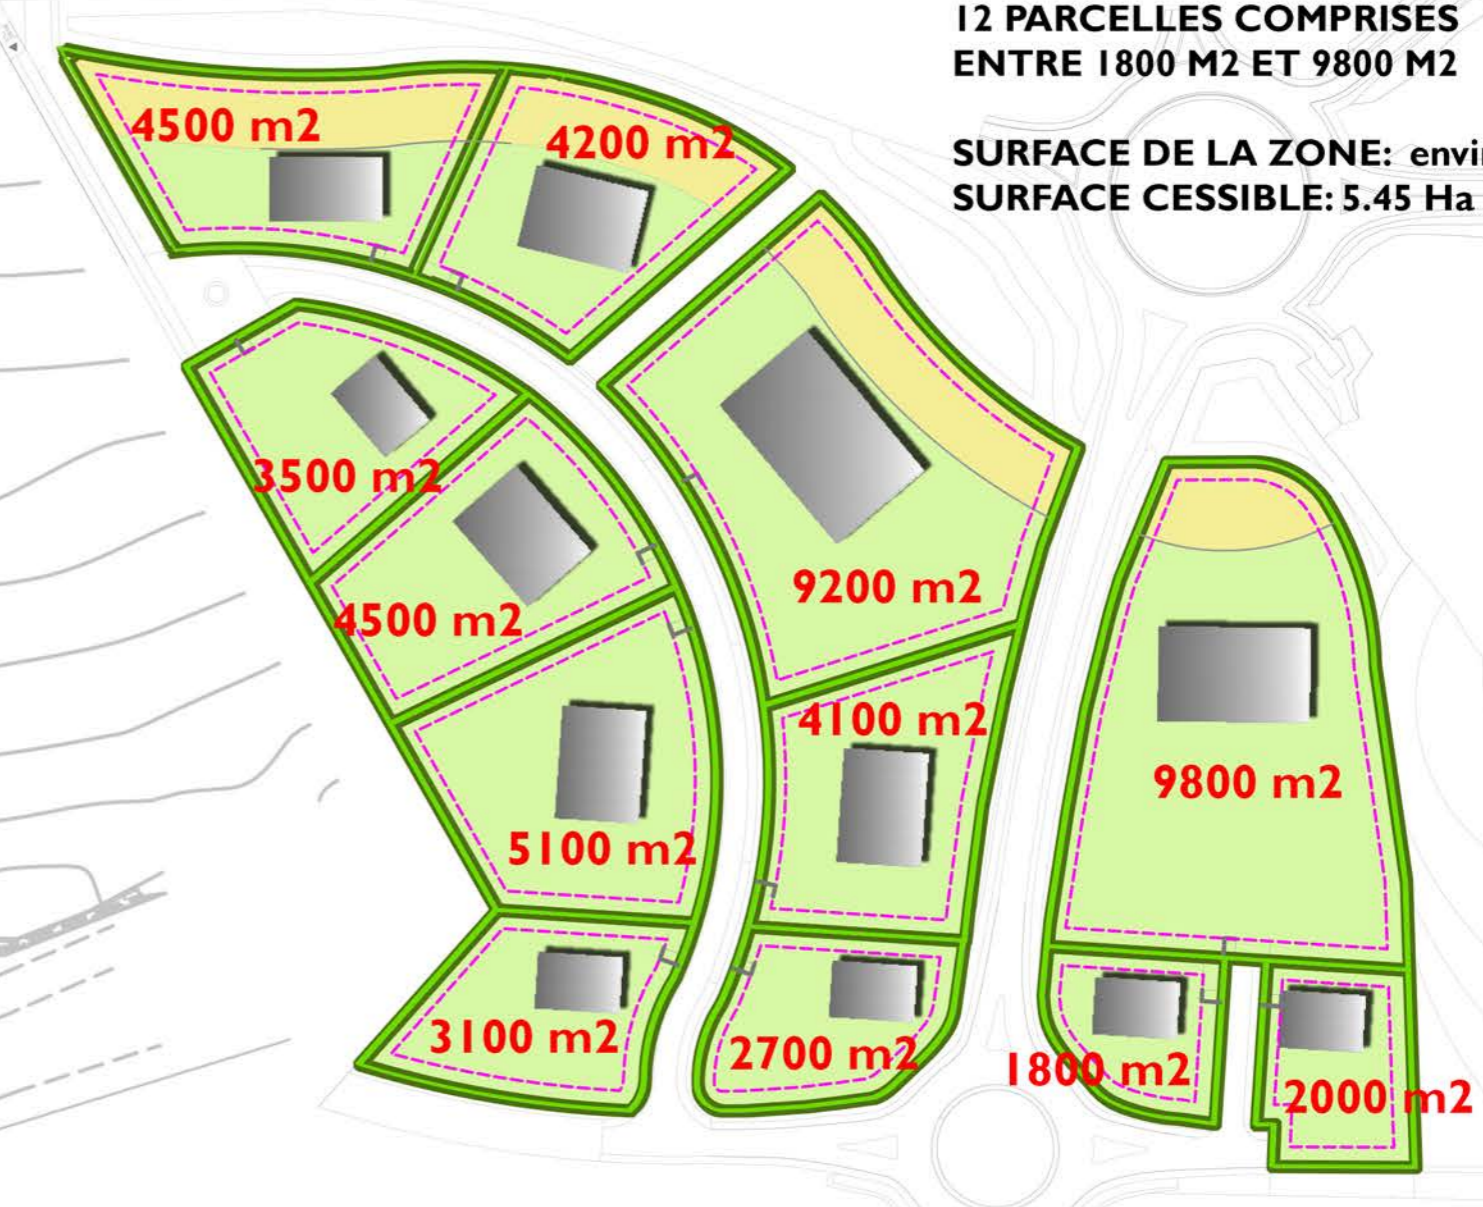 12 PARCELLES COMPRISES
ENTRE 1800 M2 ET 9800 M2
SURFACE DE LA ZONE:
SURFACE CESSIBLE: 5.45 Ha
4500 m2
4200 m2
3500 m2
4500 m2
9200 m2
4100 m2
9800 m2
5100 m2
3100 m2
2700 m2
1800 m2
2000 m2